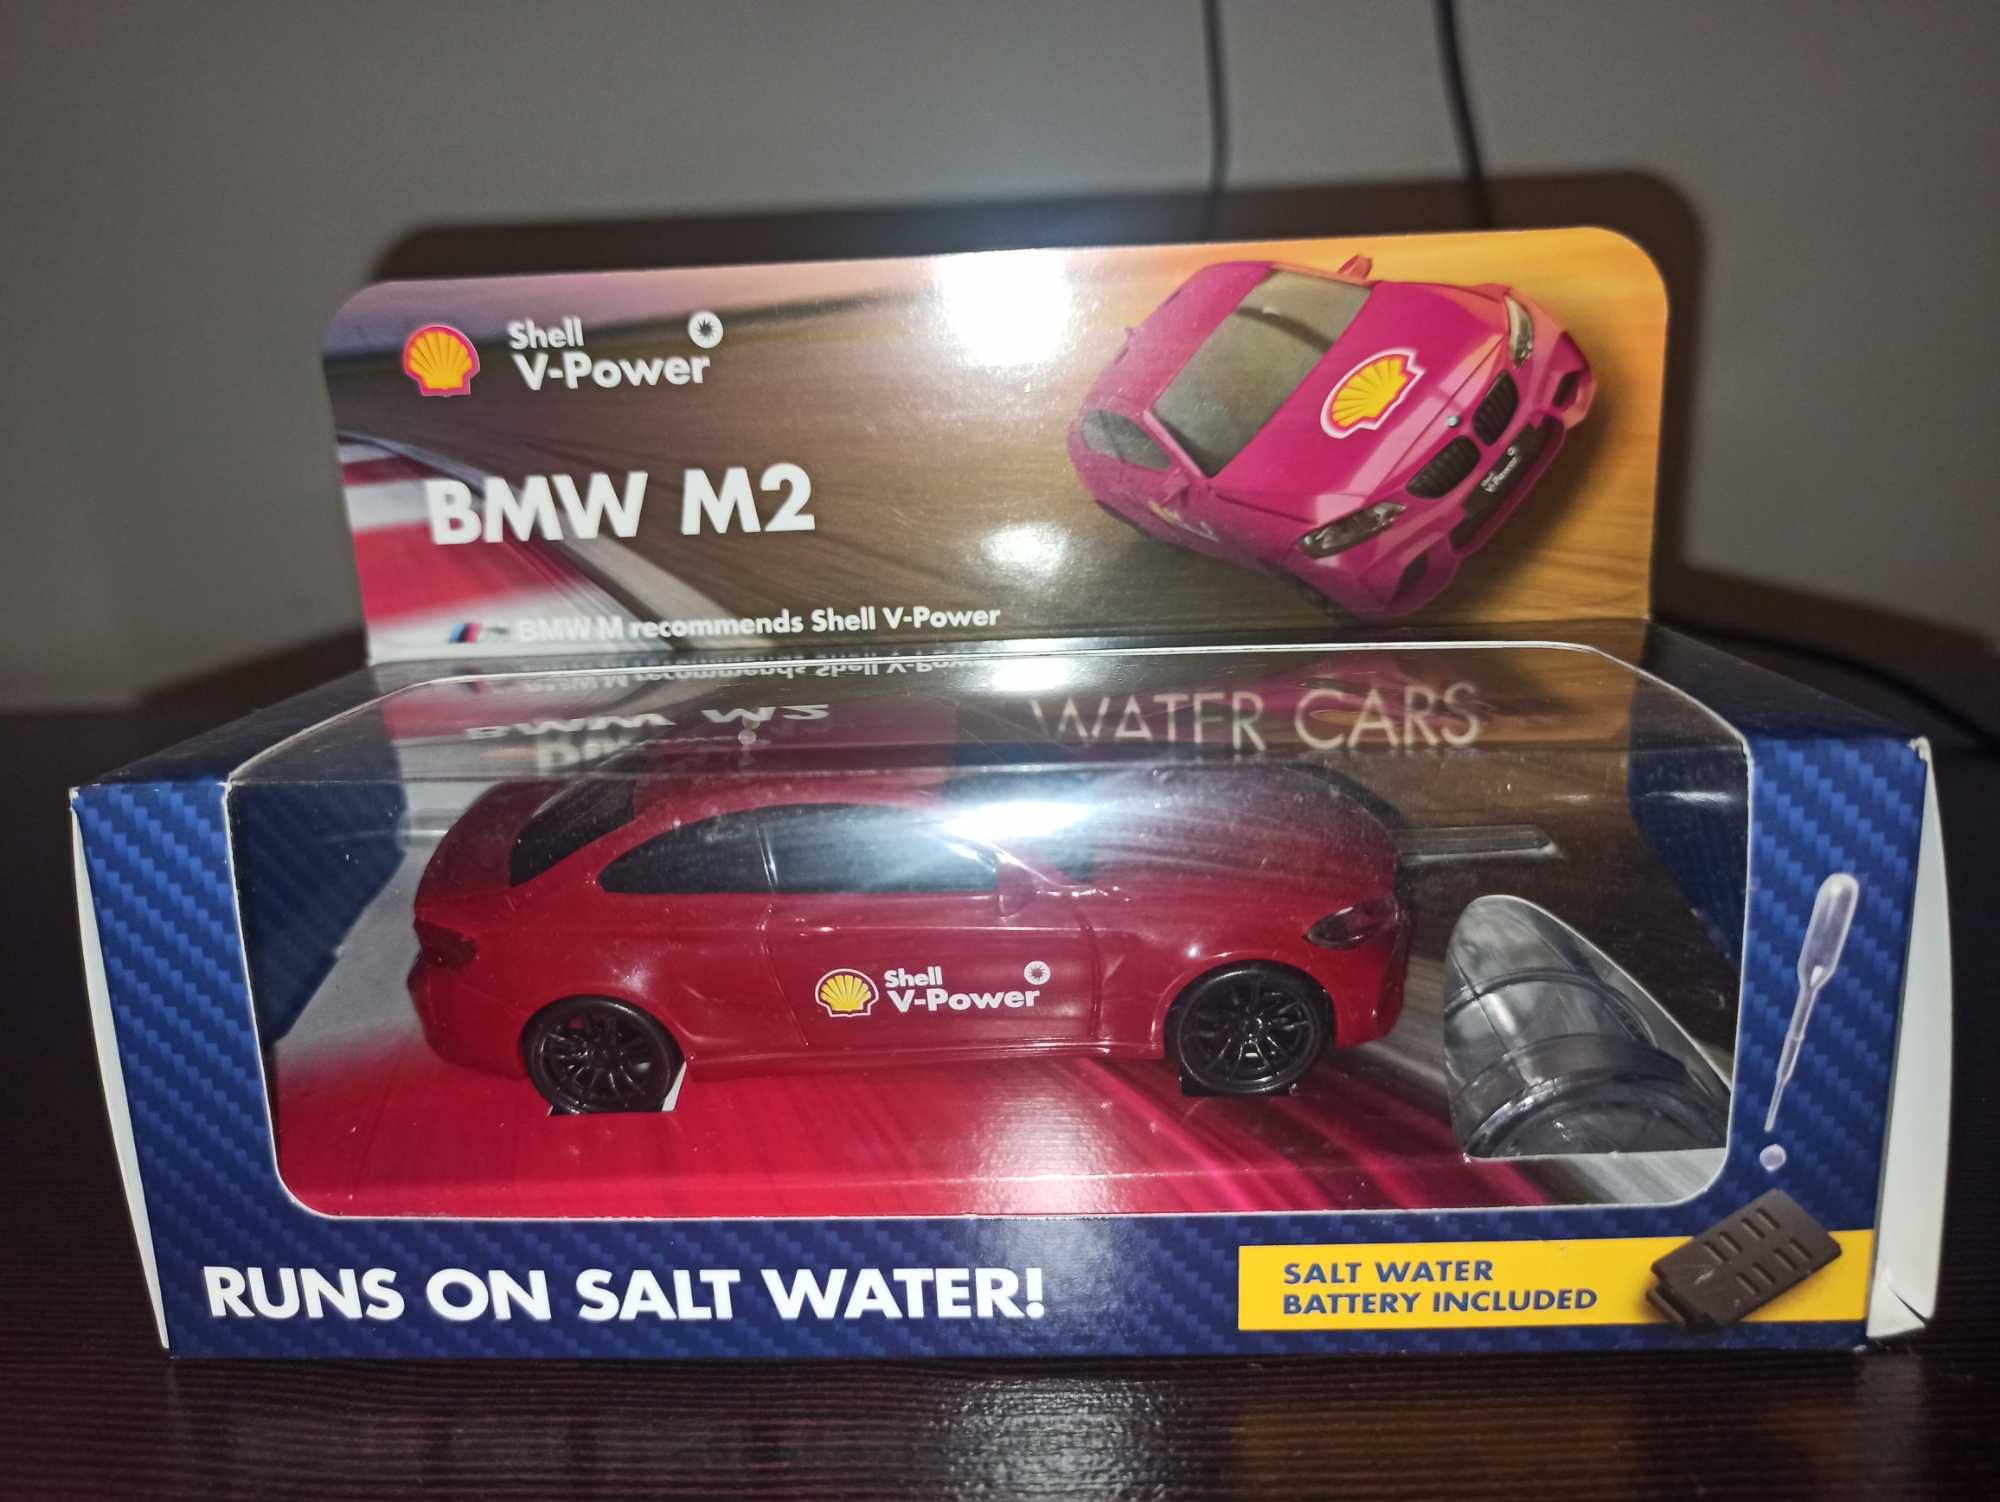 Shell
V-Power
BMW M2
BMW M recommends Shell V-Power
WATER CARS
Shell
V-Power
RUNS ON SALT WATER!
SALT WATER
BATTERY INCLUDED